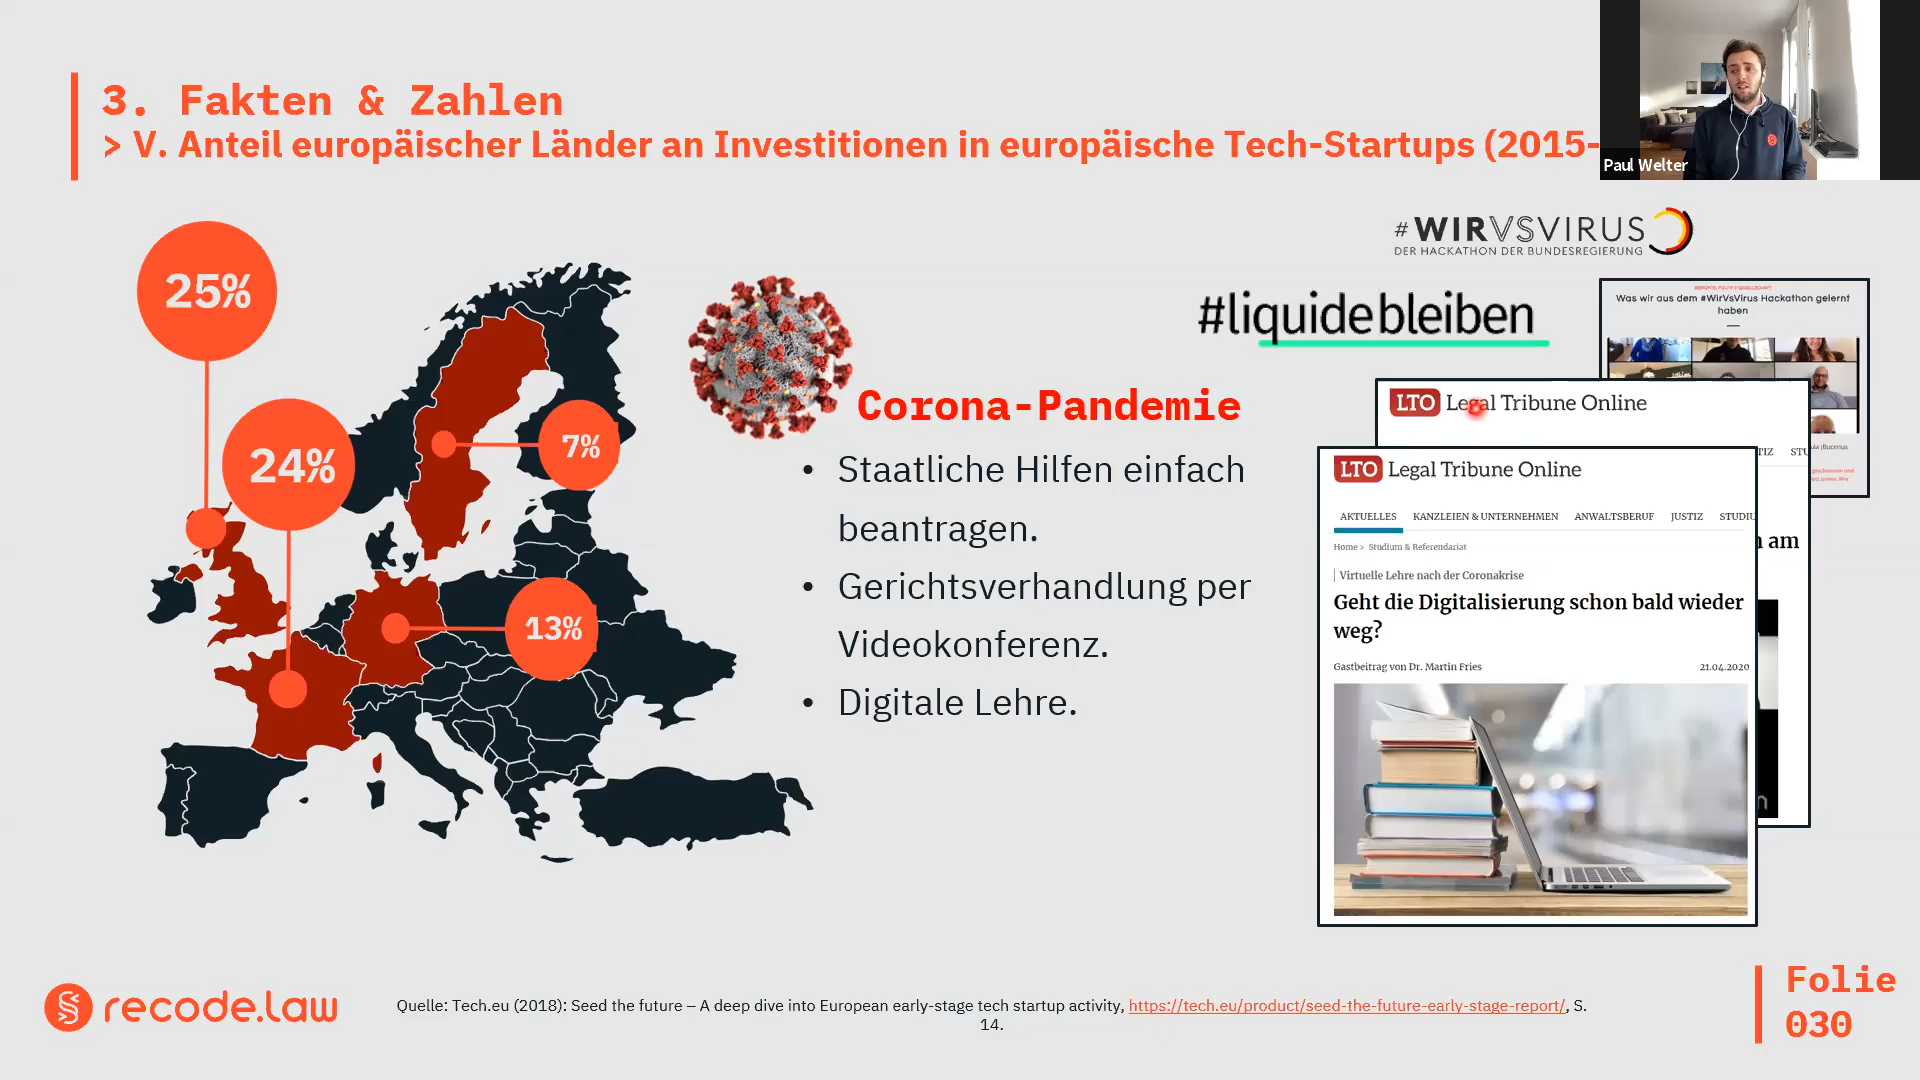 3. Fakten & Zahlen
> V. Anteil europäischer Länder an Investitionen in europäische Tech-Startups (2015-
Paul Welter
#WIRVSVIRUS
DER HACKATHON DER BUNDESREGIERUNG
25%
24%
7%
13%
#liquidebleiben
Was wir aus dem #WirVsVirus Hackathon gelernt
haben
Corona-Pandemie
• Staatliche Hilfen einfach
beantragen.
• Gerichtsverhandlung per
Videokonferenz.
• Digitale Lehre.
LTO Legal Tribune Online
TIZ STU
am
LTO Legal Tribune Online
AKTUELLES KANZLEIEN & UNTERNEHMEN ANWALTSBERUF JUSTIZ STUDIU
Home > Studium & Referendariat
Virtuelle Lehre nach der Coronakrise
Geht die Digitalisierung schon bald wieder
weg?
Gastbeitrag von Dr. Martin Fries 21.04.2020
recode.law
Quelle: Tech.eu (2018): Seed the future – A deep dive into European early-stage tech startup activity, https://tech.eu/product/seed-the-future-early-stage-report/, S.
14.
Folie
030